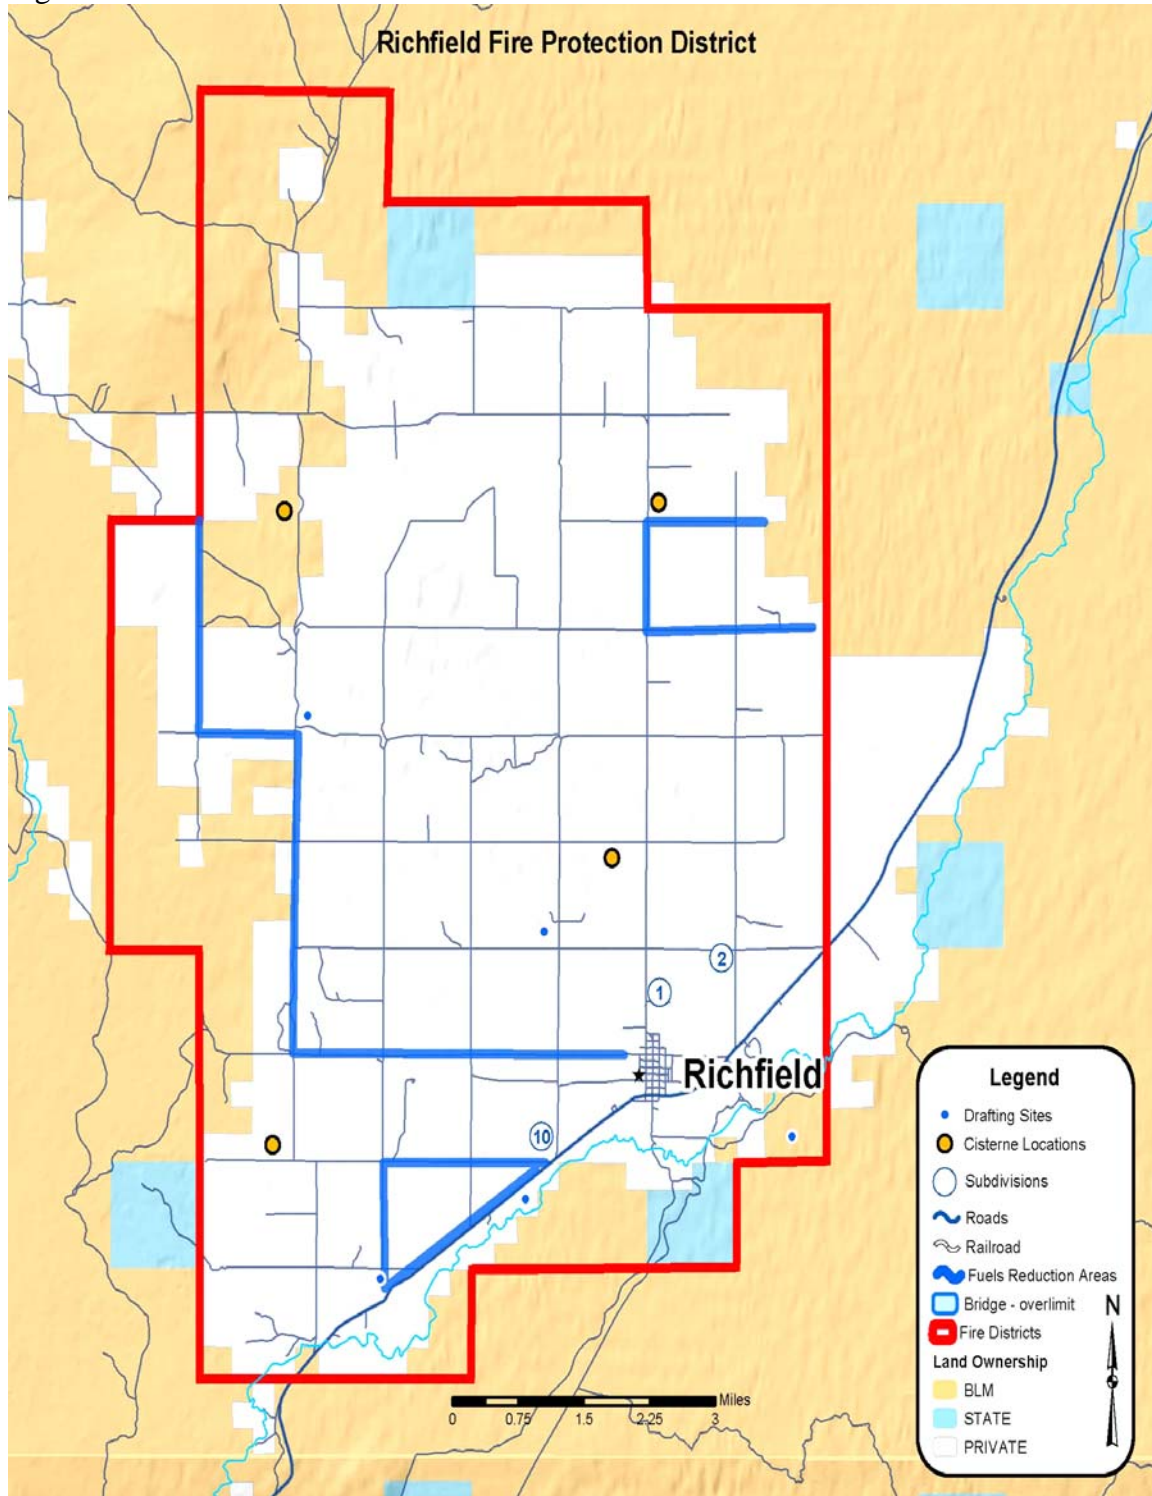 Richfield Fire Protection District
2
1
Richfield
10
Legend
Drafting Sites
Cisterne Locations
Subdivisions
Roads
Railroad
Fuels Reduction Areas
Bridge - overlimit
N
Fire Districts
Land Ownership
BLM
STATE
PRIVATE
Miles
0 0.75 1.5 2.25 3